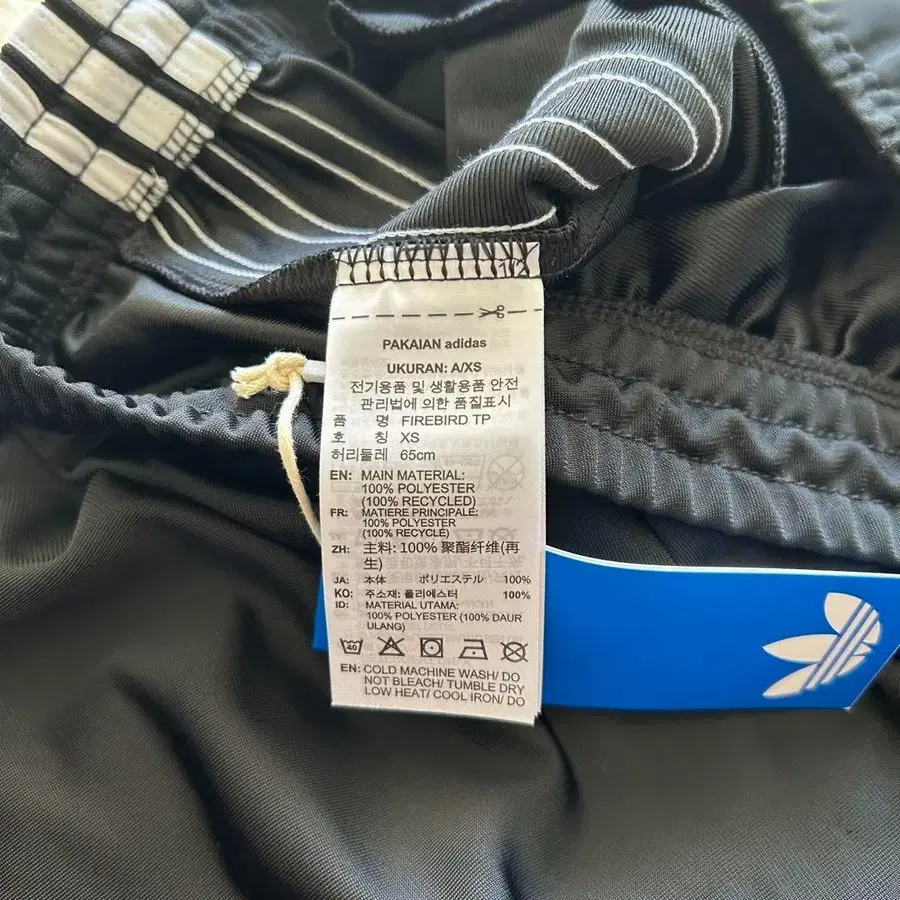 PAKAIAN adidas
UKURAN: A/XS
전기용품 및 생활용품 안전
관리법에 의한 품질표시
품 명 FIREBIRD TP
호 칭 XS
허리둘레 65cm
EN: MAIN MATERIAL:
100% POLYESTER
(100% RECYCLED)
FR: MATIERE PRINCIPALE:
100% POLYESTER
(100% RECYCLÉ)
ZH: 主料: 100% 聚酯纤维(再
生)
JA: 本体 ポリエステル 100%
KO: 주소재: 폴리에스터 100%
ID: MATERIAL UTAMA:
100% POLYESTER (100% DAUR
ULANG)
40
EN: COLD MACHINE WASH/ DO
NOT BLEACH/ TUMBLE DRY
LOW HEAT/ COOL IRON/ DO